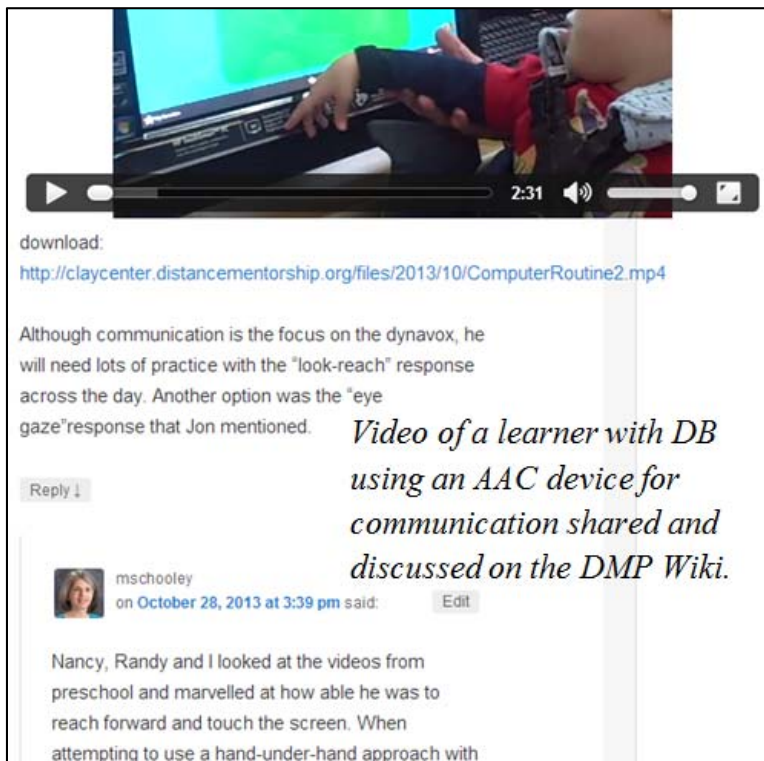 2:31
download:
http://claycenter.distancementorship.org/files/2013/10/ComputerRoutine2.mp4
Although communication is the focus on the dynavox, he
will need lots of practice with the “look-reach” response
across the day. Another option was the “eye
gaze”response that Jon mentioned.
Video of a learner with DB
using an AAC device for
communication shared and
discussed on the DMP Wiki.
Reply ↓
mschooley
on October 28, 2013 at 3:39 pm said:
Edit
Nancy, Randy and I looked at the videos from
preschool and marvelled at how able he was to
reach forward and touch the screen. When
attempting to use a hand-under-hand approach with